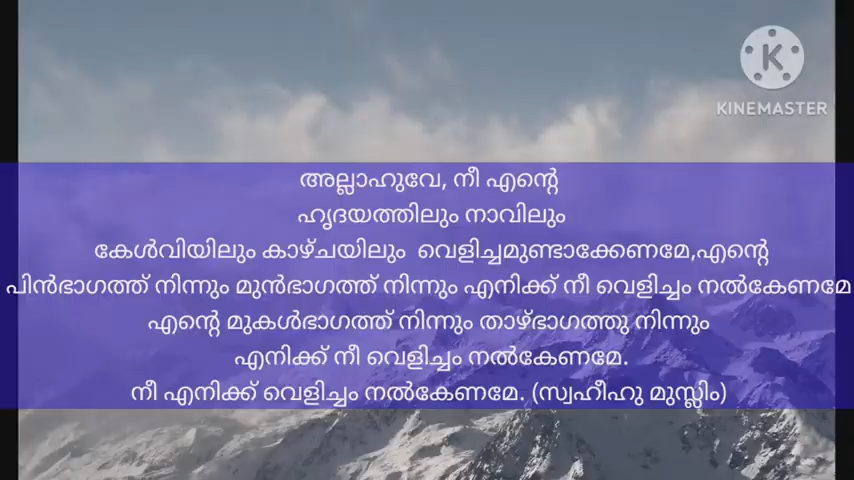 KINEMASTER
അല്ലാഹുവേ, നീ എന്റെ
ഹൃദയത്തിലും നാവിലും
കേൾവിയിലും കാഴ്ചയിലും വെളിച്ചമുണ്ടാക്കേണമേ,എന്റെ
പിൻഭാഗത്ത് നിന്നും മുൻഭാഗത്ത് നിന്നും എനിക്ക് നീ വെളിച്ചം നൽകേണമേ
എന്റെ മുകൾഭാഗത്ത് നിന്നും താഴ്ഭാഗത്തു നിന്നും
എനിക്ക് നീ വെളിച്ചം നൽകേണമേ.
നീ എനിക്ക് വെളിച്ചം നൽകേണമേ. (സ്വഹീഹു മുസ്ലിം)